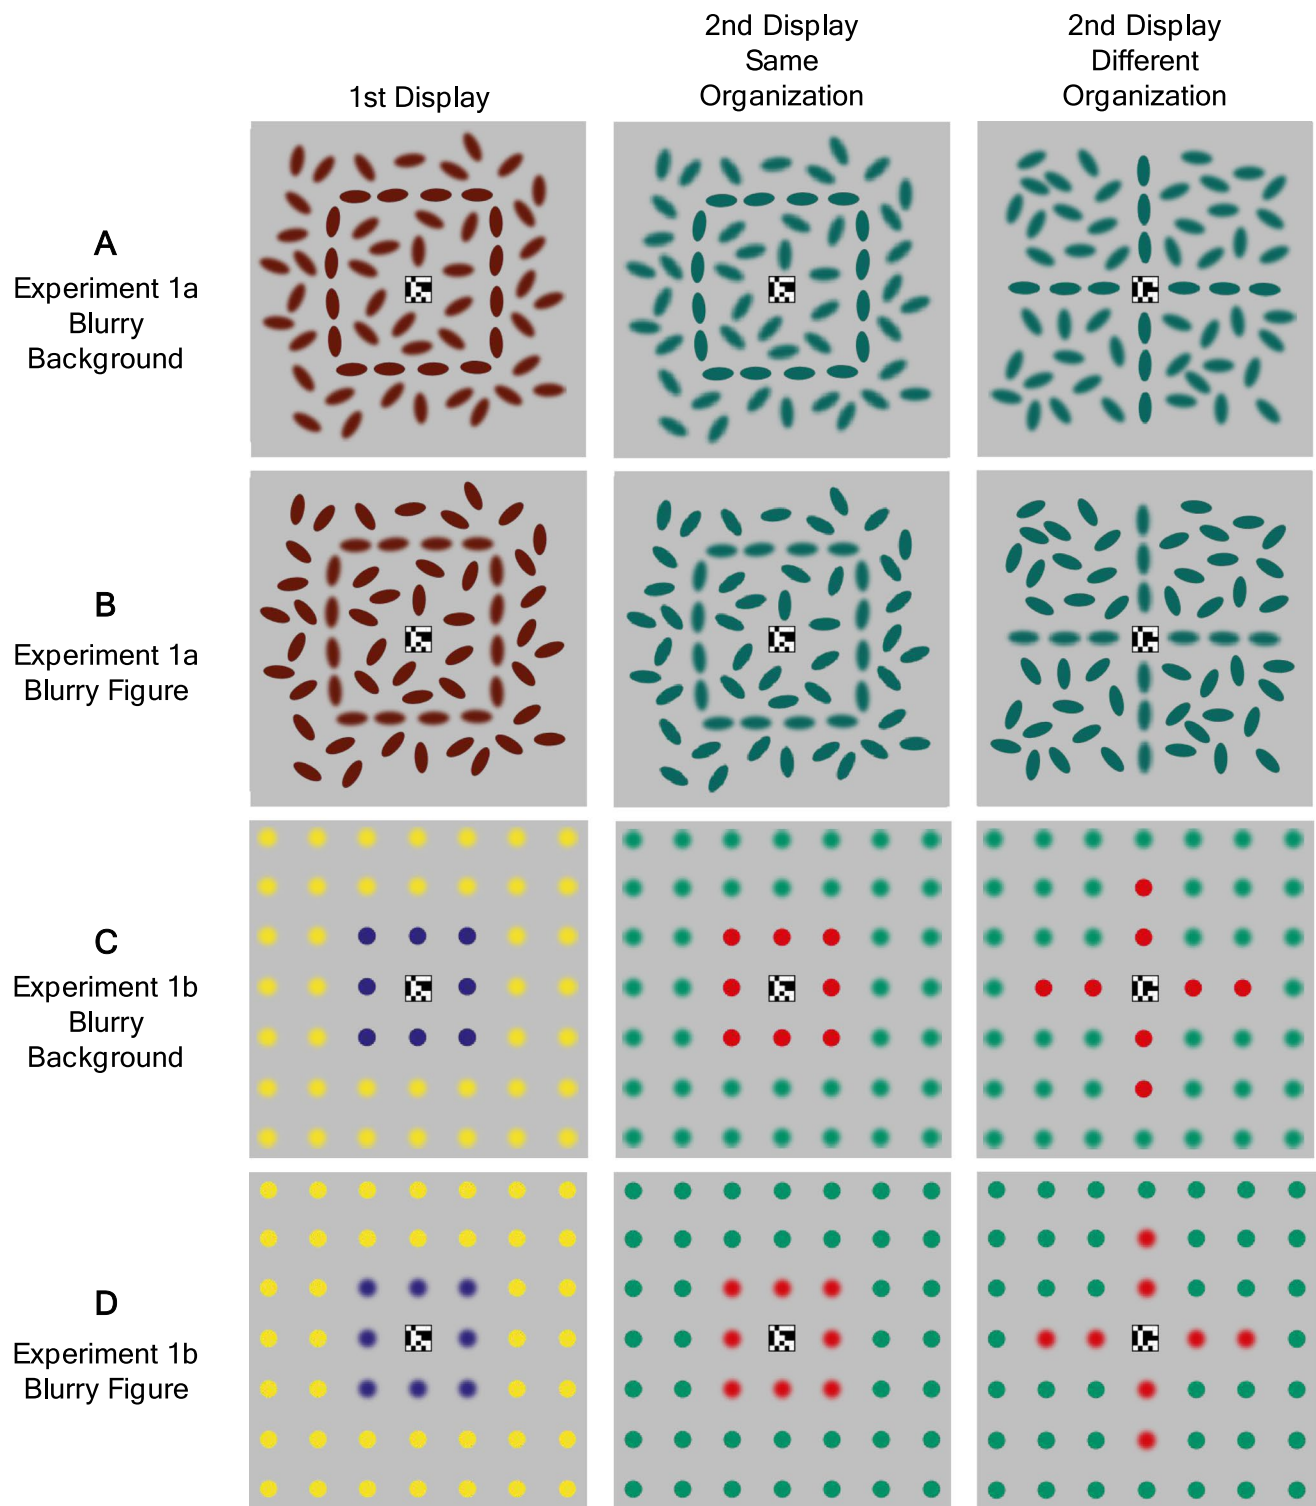 2nd Display
Same
Organization
2nd Display
Different
Organization
1st Display
A
Experiment 1a
Blurry
Background
B
Experiment 1a
Blurry Figure
C
Experiment 1b
Blurry
Background
D
Experiment 1b
Blurry Figure